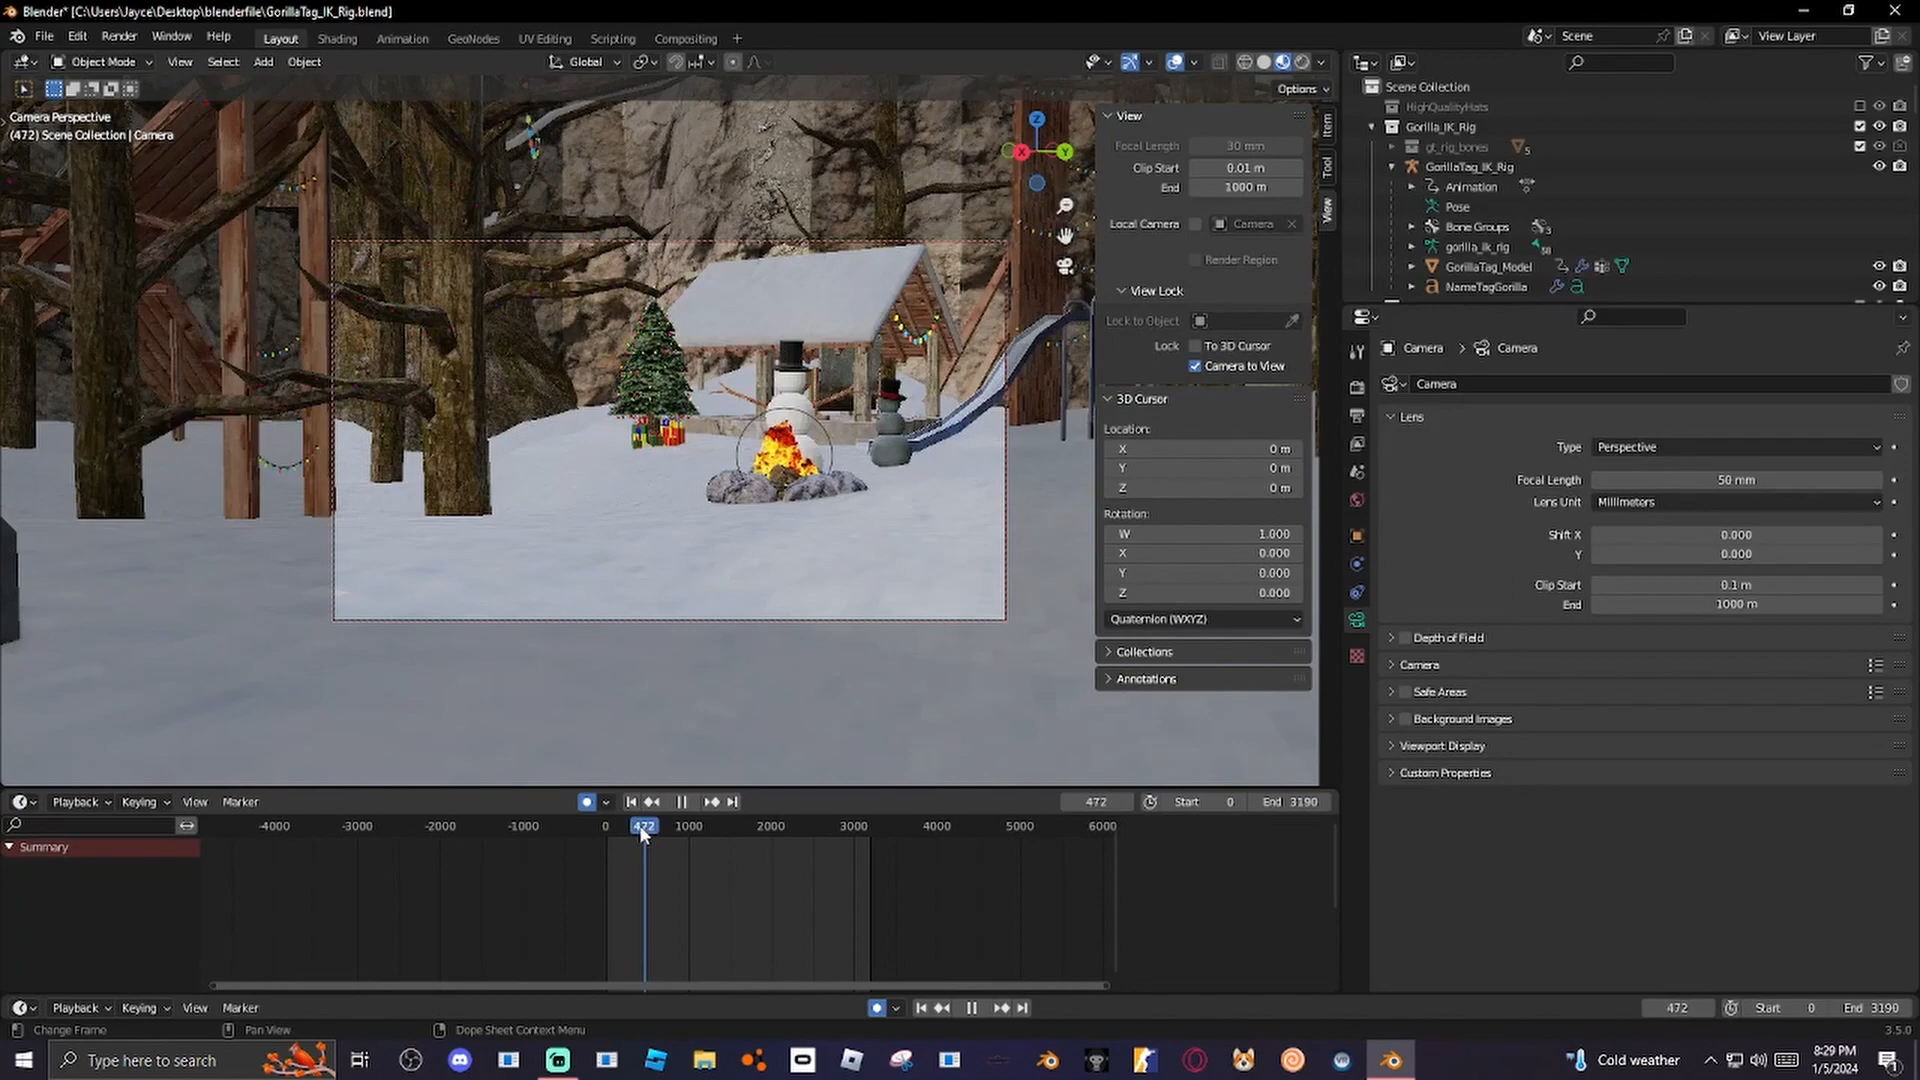 Blender* [C:\Users\Jayce\Desktop\blenderfile\GorillaTag_IK_Rig.blend]
File Edit Render Window Help
Layout Shading Animation GeoNodes UV Editing Scripting Compositing +
Scene
View Layer
Object Mode View Select Add Object
Global
Options
Camera Perspective
(472) Scene Collection | Camera
Z
X
Y
View
Focal Length 30 mm
Clip Start 0.01 m
End 1000 m
Local Camera Camera
Render Region
View Lock
Lock to Object
Lock To 3D Cursor
Camera to View
3D Cursor
Location:
X 0 m
Y 0 m
Z 0 m
Rotation:
W 1.000
X 0.000
Y 0.000
Z 0.000
Quaternion (WXYZ)
Collections
Annotations
Item
Tool
View
Scene Collection
HighQualityHats
Gorilla_IK_Rig
gt_rig_bones 5
GorillaTag_IK_Rig
Animation
Pose
Bone Groups 3
gorilla_ik_rig 58
GorillaTag_Model
NameTagGorilla
Camera > Camera
Camera
Lens
Type Perspective
Focal Length 50 mm
Lens Unit Millimeters
Shift X 0.000
Y 0.000
Clip Start 0.1 m
End 1000 m
Depth of Field
Camera
Safe Areas
Background Images
Viewport Display
Custom Properties
Playback Keying View Marker
472 Start 0 End 3190
-4000 -3000 -2000 -1000 0 472 1000 2000 3000 4000 5000 6000
Summary
Playback Keying View Marker
472 Start 0 End 3190
Change Frame Pan View Dope Sheet Context Menu
3.5.0
Type here to search
Cold weather
8:29 PM
1/5/2024
1